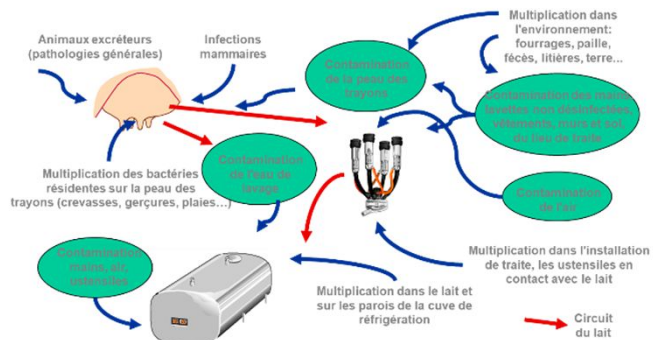 Animaux excréteurs
(pathologies générales)
Infections
mammaires
Multiplication dans
l'environnement:
fourrages, paille,
fécès, litières, terre...
Contamination
de la peau des
trayons
Contamination des mains,
lavettes non désinfectées,
vêtements, murs et sol,
du lieu de traite
Multiplication des bactéries
résidentes sur la peau des
trayons (crevasses, gerçures, plaies...)
Contamination
de l'eau de
lavage
Contamination
de l'air
Contamination
mains, air,
ustensiles
Multiplication dans le lait et
sur les parois de la cuve de
réfrigération
Multiplication dans l'installation
de traite, les ustensiles en
contact avec le lait
Circuit
du lait